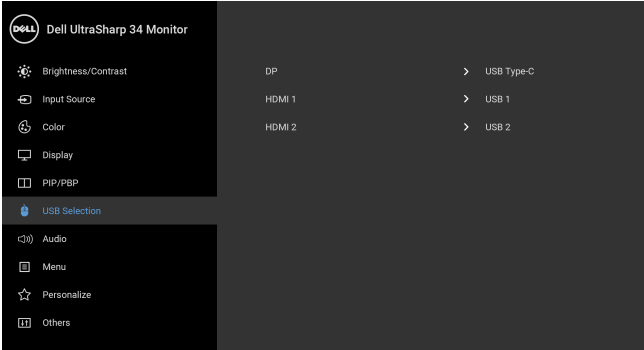 DELL Dell UltraSharp 34 Monitor
Brightness/Contrast
DP USB Type-C
Input Source
HDMI 1 USB 1
Color
HDMI 2 USB 2
Display
PIP/PBP
USB Selection
Audio
Menu
Personalize
Others